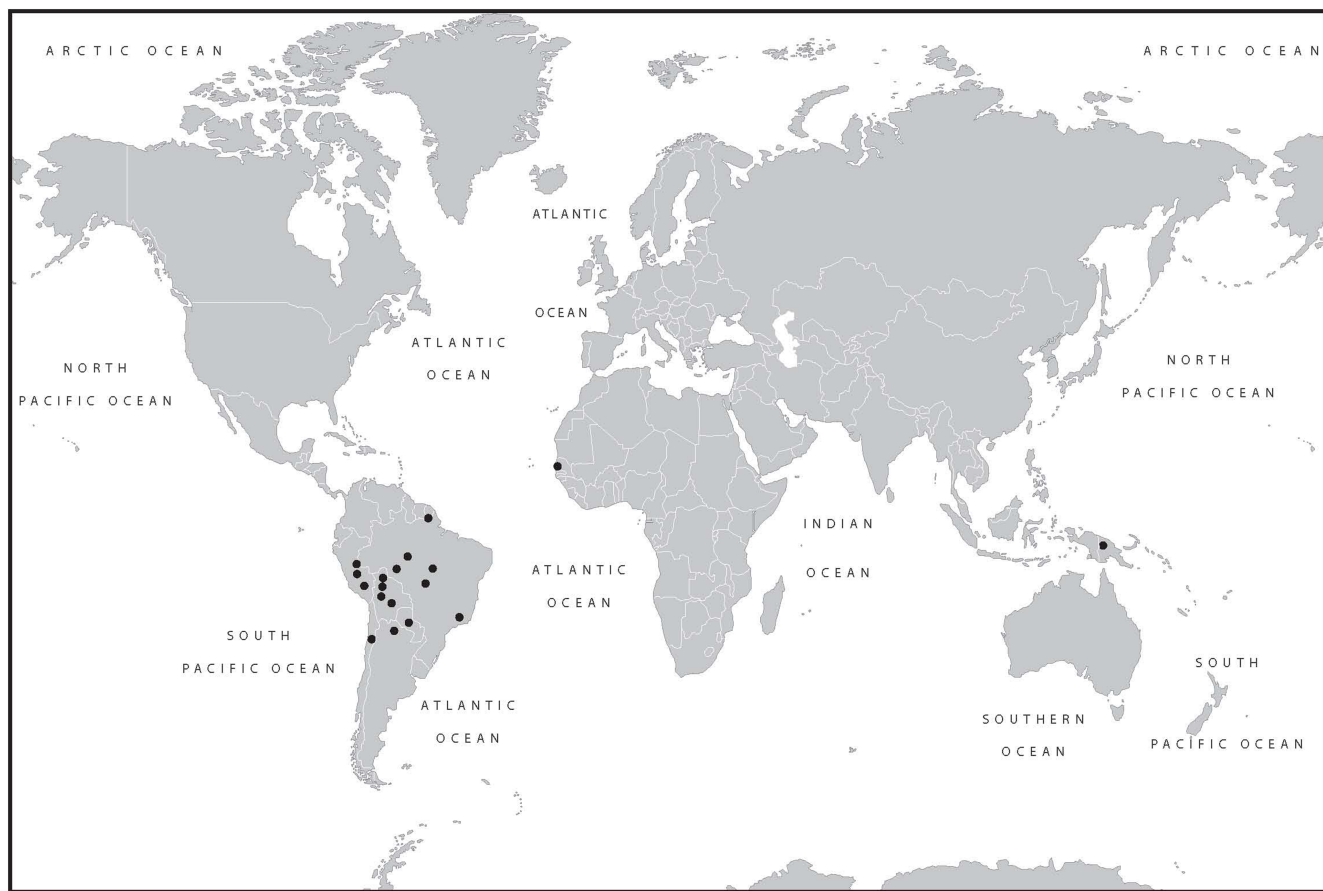 ARCTIC OCEAN
ARCTIC OCEAN
ATLANTIC
OCEAN
ATLANTIC
OCEAN
NORTH
PACIFIC OCEAN
NORTH
PACIFIC OCEAN
INDIAN
OCEAN
ATLANTIC
OCEAN
SOUTH
PACIFIC OCEAN
ATLANTIC
OCEAN
SOUTHERN
OCEAN
SOUTH
PACIFIC OCEAN